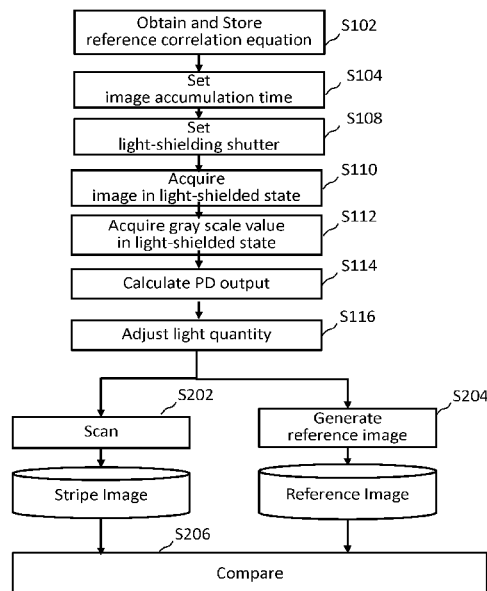 Obtain and Store
reference correlation equation
S102
Set
image accumulation time
S104
Set
light-shielding shutter
S108
Acquire
image in light-shielded state
S110
Acquire gray scale value
in light-shielded state
S112
Calculate PD output
S114
Adjust light quantity
S116
S202
Scan
S204
Generate
reference image
Stripe Image
Reference Image
S206
Compare